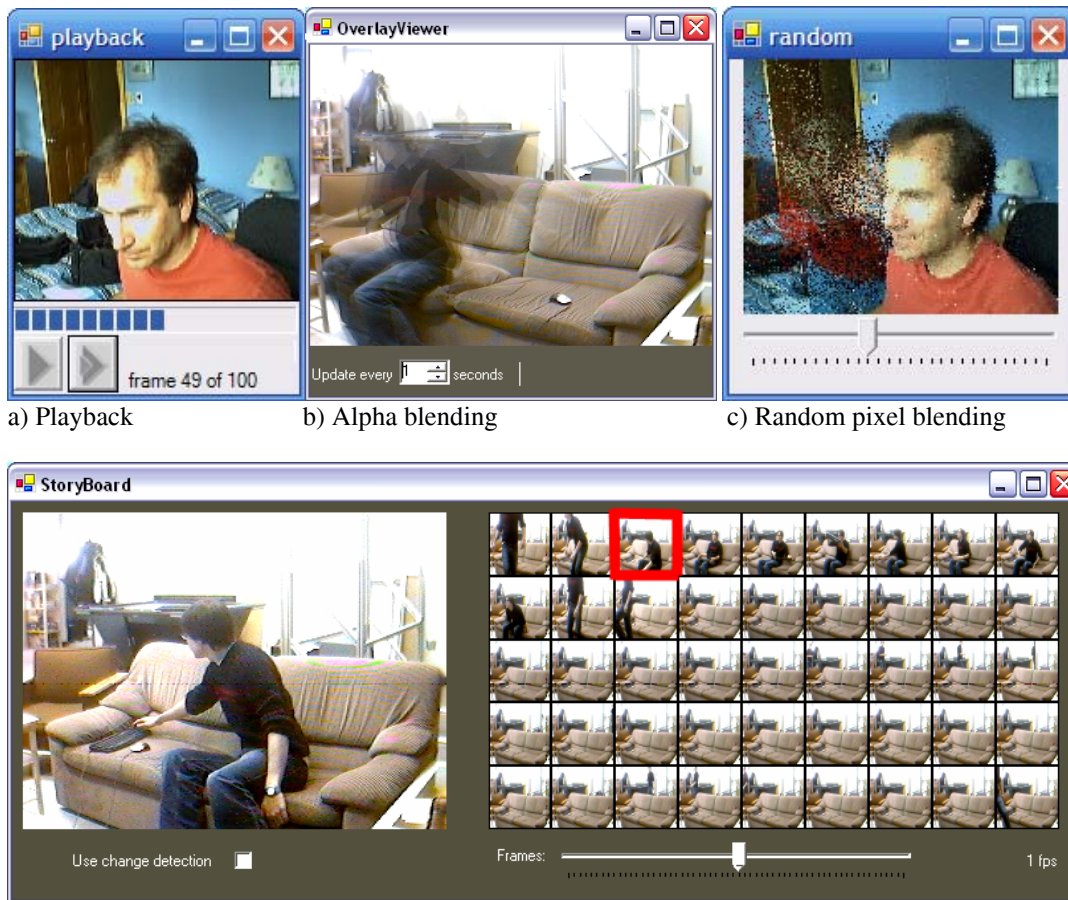 playback
OverlayViewer
random
frame 49 of 100
Update every 1 seconds
a) Playback
b) Alpha blending
c) Random pixel blending
StoryBoard
Use change detection
Frames:
1 fps